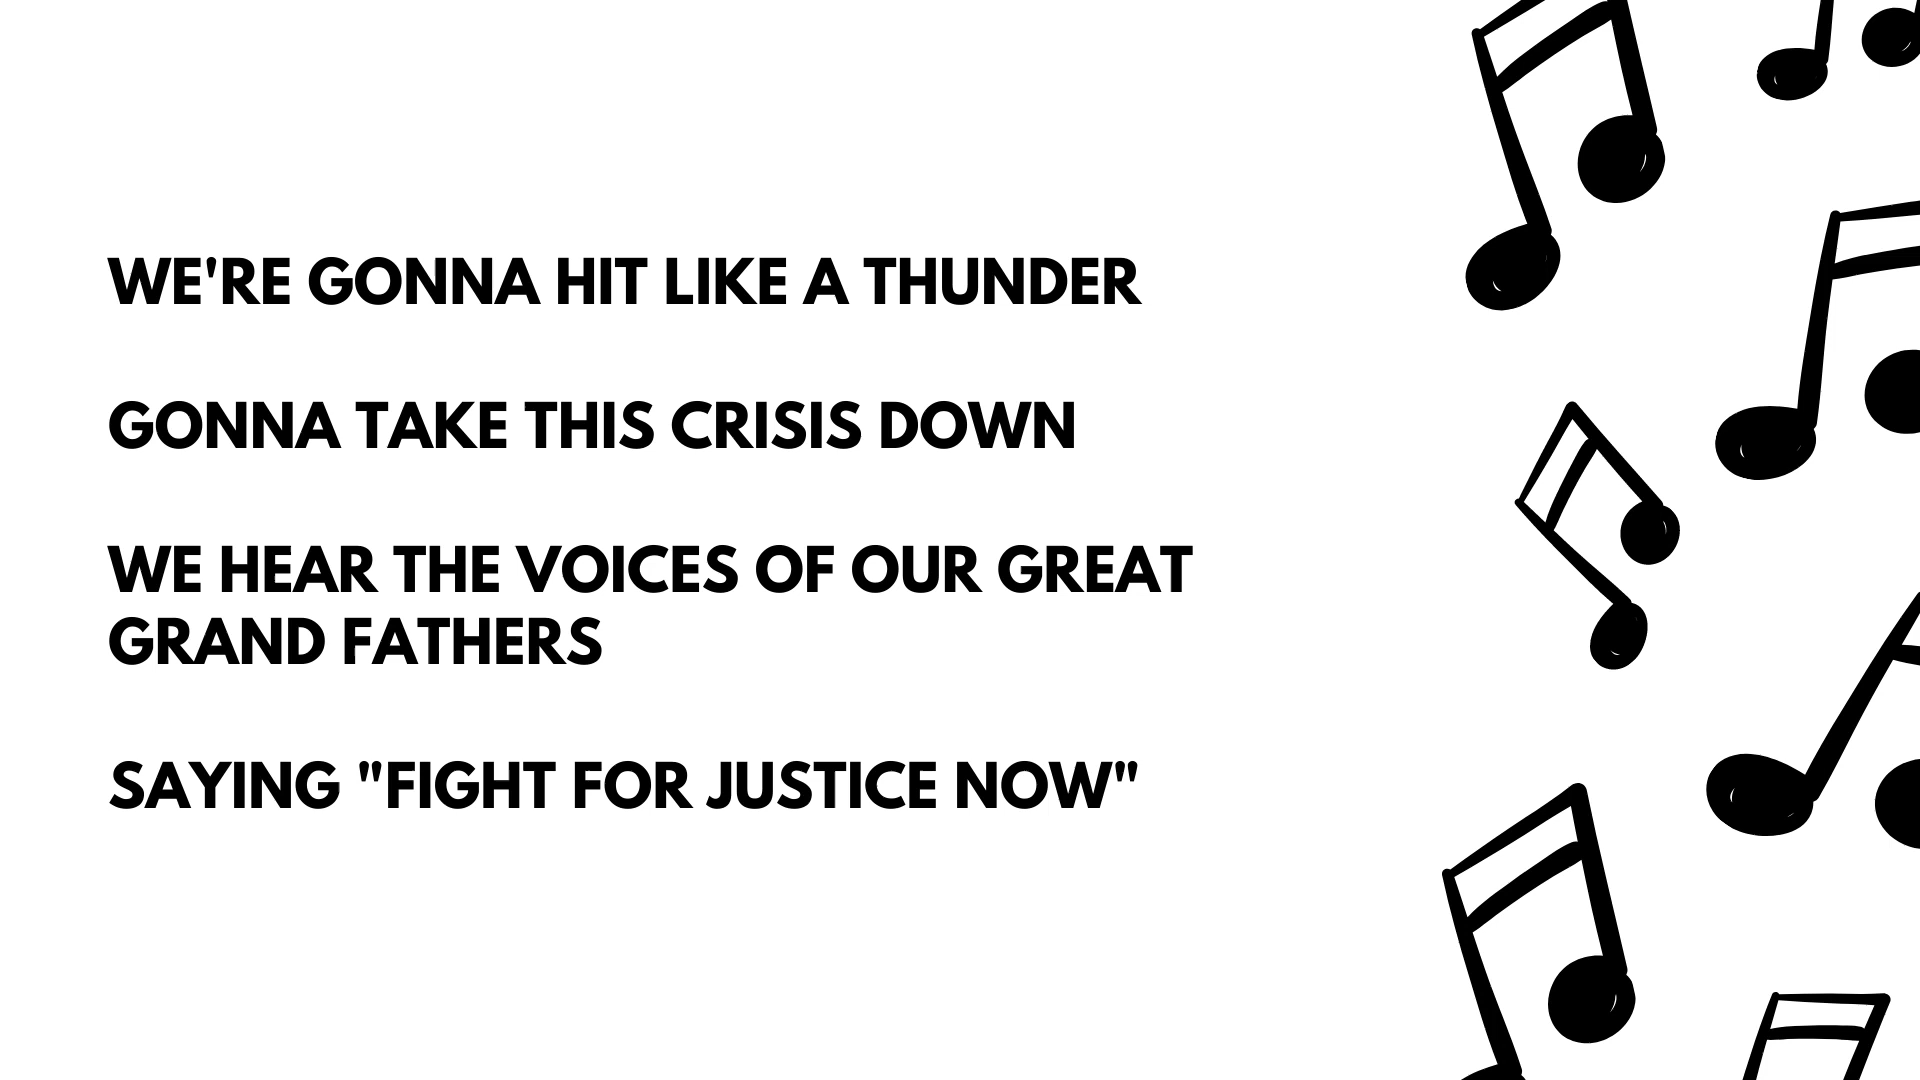 WE'RE GONNA HIT LIKE A THUNDER
GONNA TAKE THIS CRISIS DOWN
WE HEAR THE VOICES OF OUR GREAT
GRAND FATHERS
SAYING "FIGHT FOR JUSTICE NOW"